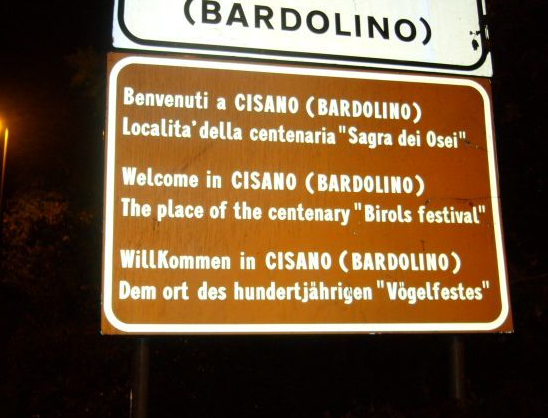 (BARDOLINO)
Benvenuti a CISANO (BARDOLINO)
Localita' della centenaria "Sagra dei Osei"
Welcome in CISANO (BARDOLINO)
The place of the centenary "Birols festival"
WillKommen in CISANO (BARDOLINO)
Dem ort des hundertjährigen "Vögelfestes"